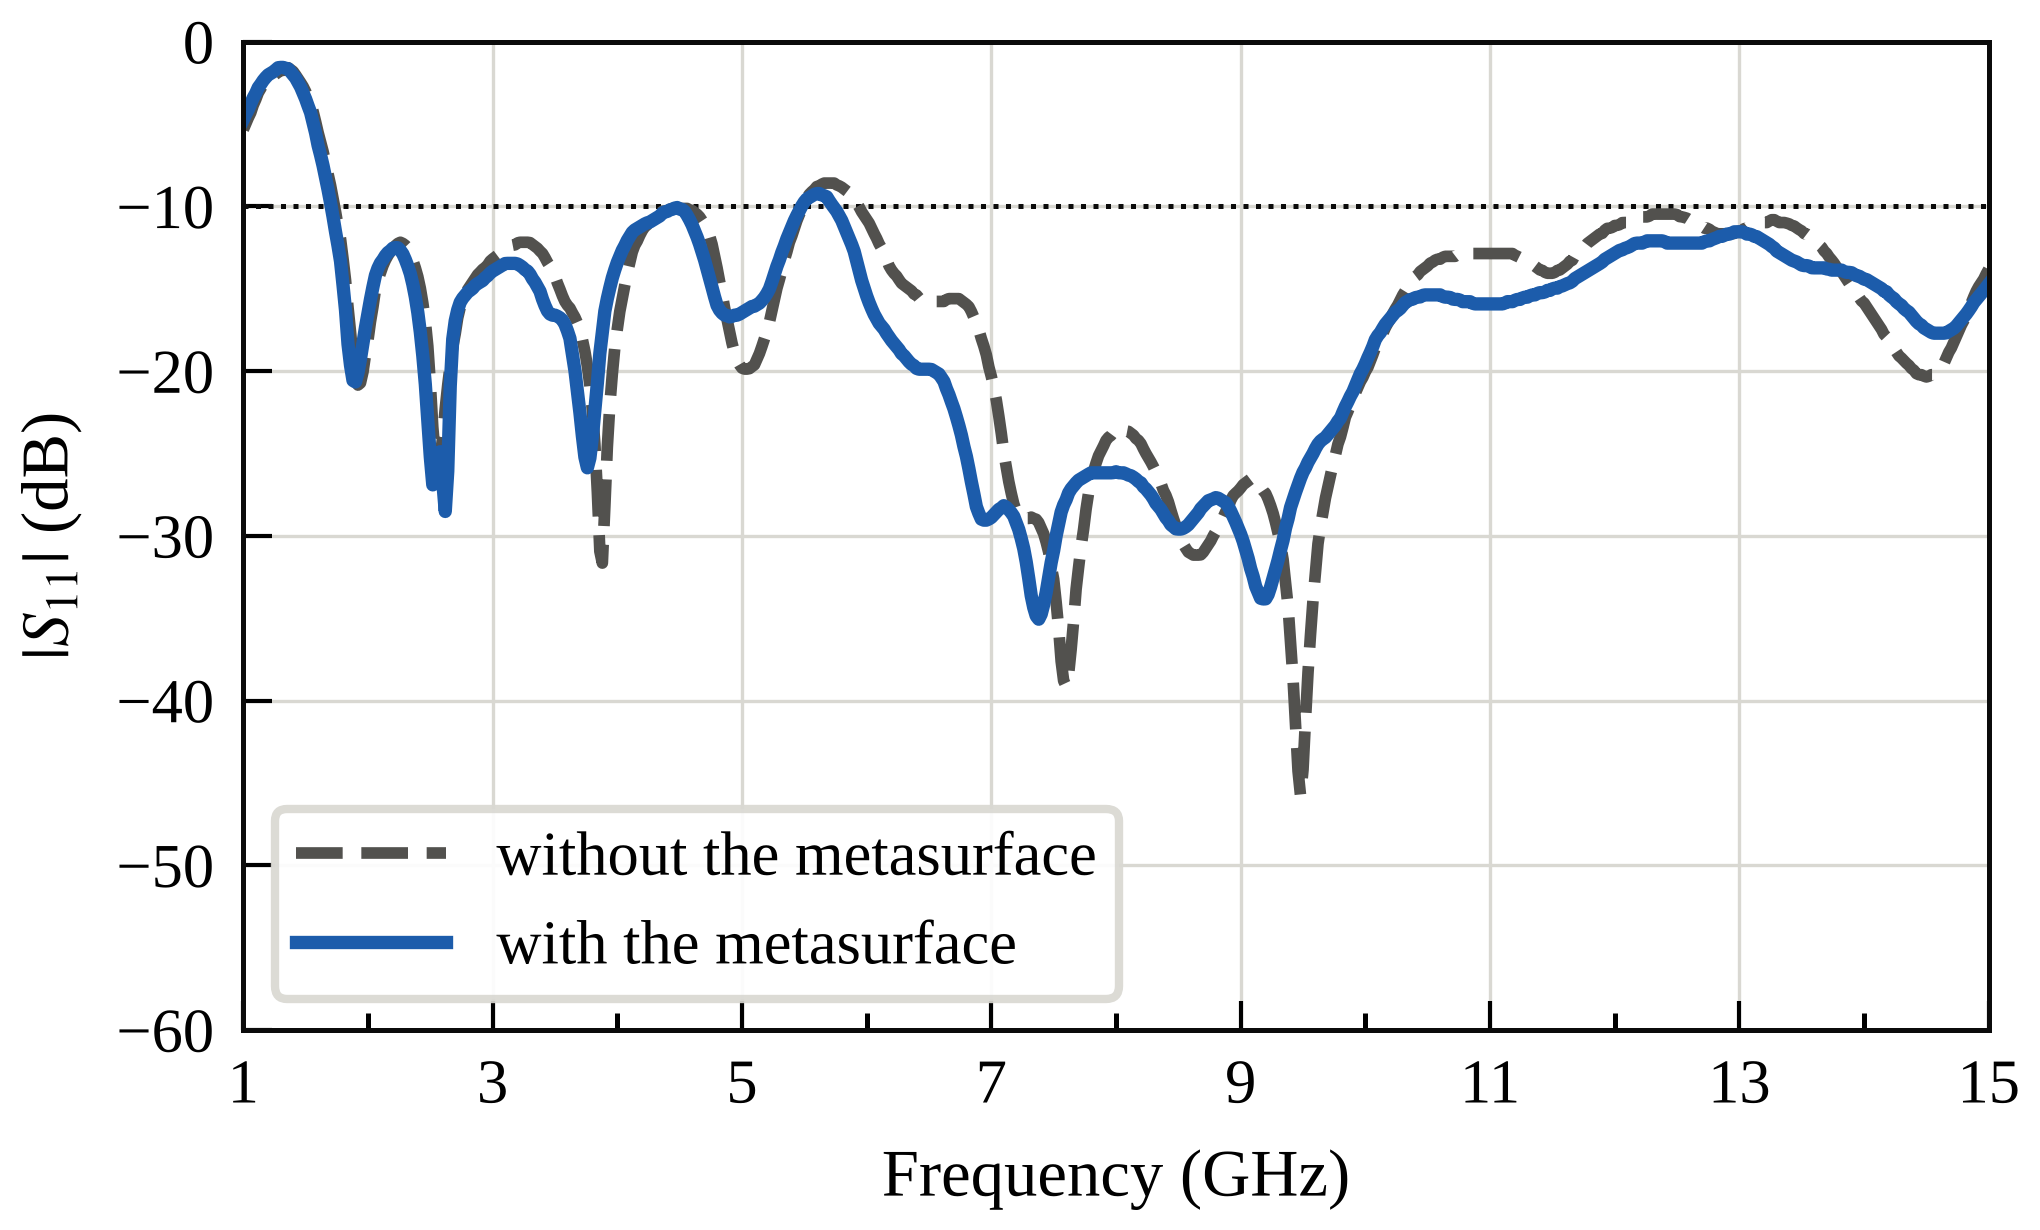 0
−10
−20
−30
−40
−50
−60
|S11| (dB)
without the metasurface
with the metasurface
1 3 5 7 9 11 13 15
Frequency (GHz)